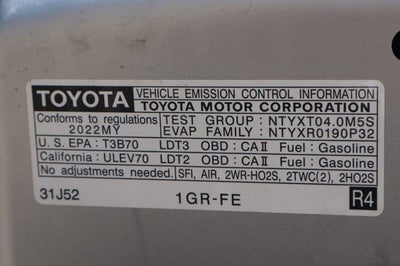 TOYOTA VEHICLE EMISSION CONTROL INFORMATION
TOYOTA MOTOR CORPORATION
Conforms to regulations TEST GROUP : NTYXT04.0M5S
2022MY EVAP FAMILY : NTYXR0190P32
U. S. EPA : T3B70 LDT3 OBD : CAⅡ Fuel : Gasoline
California : ULEV70 LDT2 OBD : CAⅡ Fuel : Gasoline
No adjustments needed. SFI, AIR, 2WR-HO2S, 2TWC(2), 2HO2S
31J52 1GR-FE R4